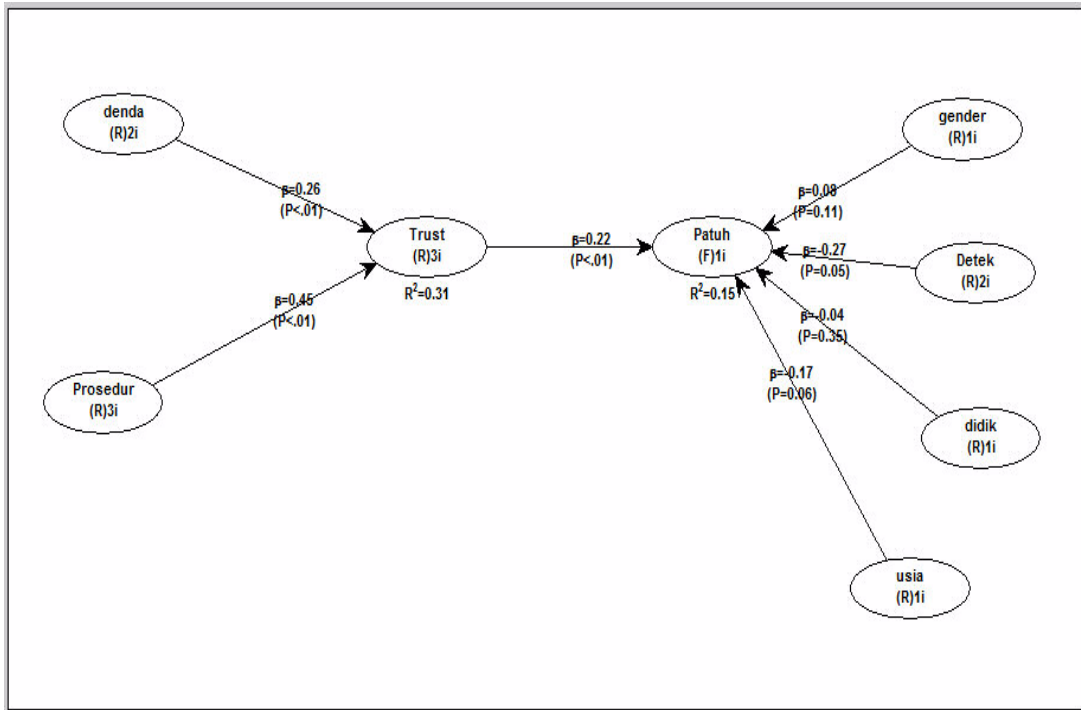 denda
(R)2i
gender
(R)1i
β=0.26
(P<.01)
β=0.08
(P=0.11)
Trust
(R)3i
R²=0.31
β=0.22
(P<.01)
Patuh
(F)1i
R²=0.15
β=-0.27
(P=0.05)
Detek
(R)2i
β=0.45
(P<.01)
β=-0.04
(P=0.35)
Prosedur
(R)3i
β=-0.17
(P=0.06)
didik
(R)1i
usia
(R)1i